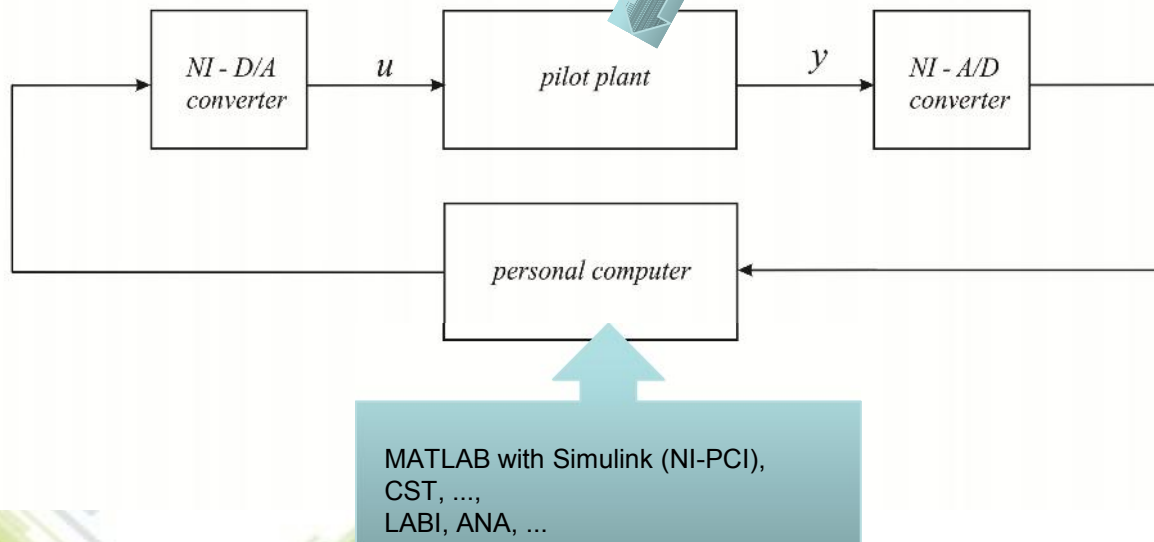 NI - D/A
converter
u
pilot plant
y
NI - A/D
converter
personal computer
MATLAB with Simulink (NI-PCI),
CST, ...,
LABI, ANA, ...